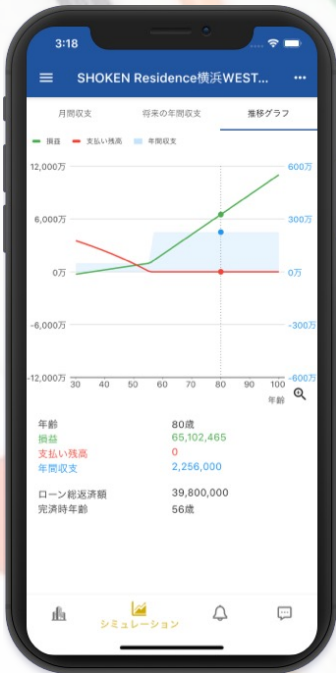 3:18
SHOKEN Residence横浜WEST...
月間収支 将来の年間収支 推移グラフ
損益 支払い残高 年間収支
12,000万 600万
6,000万 300万
0万 0万
-6,000万 -300万
-12,000万 -600万
30 40 50 60 70 80 90 100
年齢
年齢 80歳
損益 65,102,465
支払い残高 0
年間収支 2,256,000
ローン総返済額 39,800,000
完済時年齢 56歳
シミュレーション